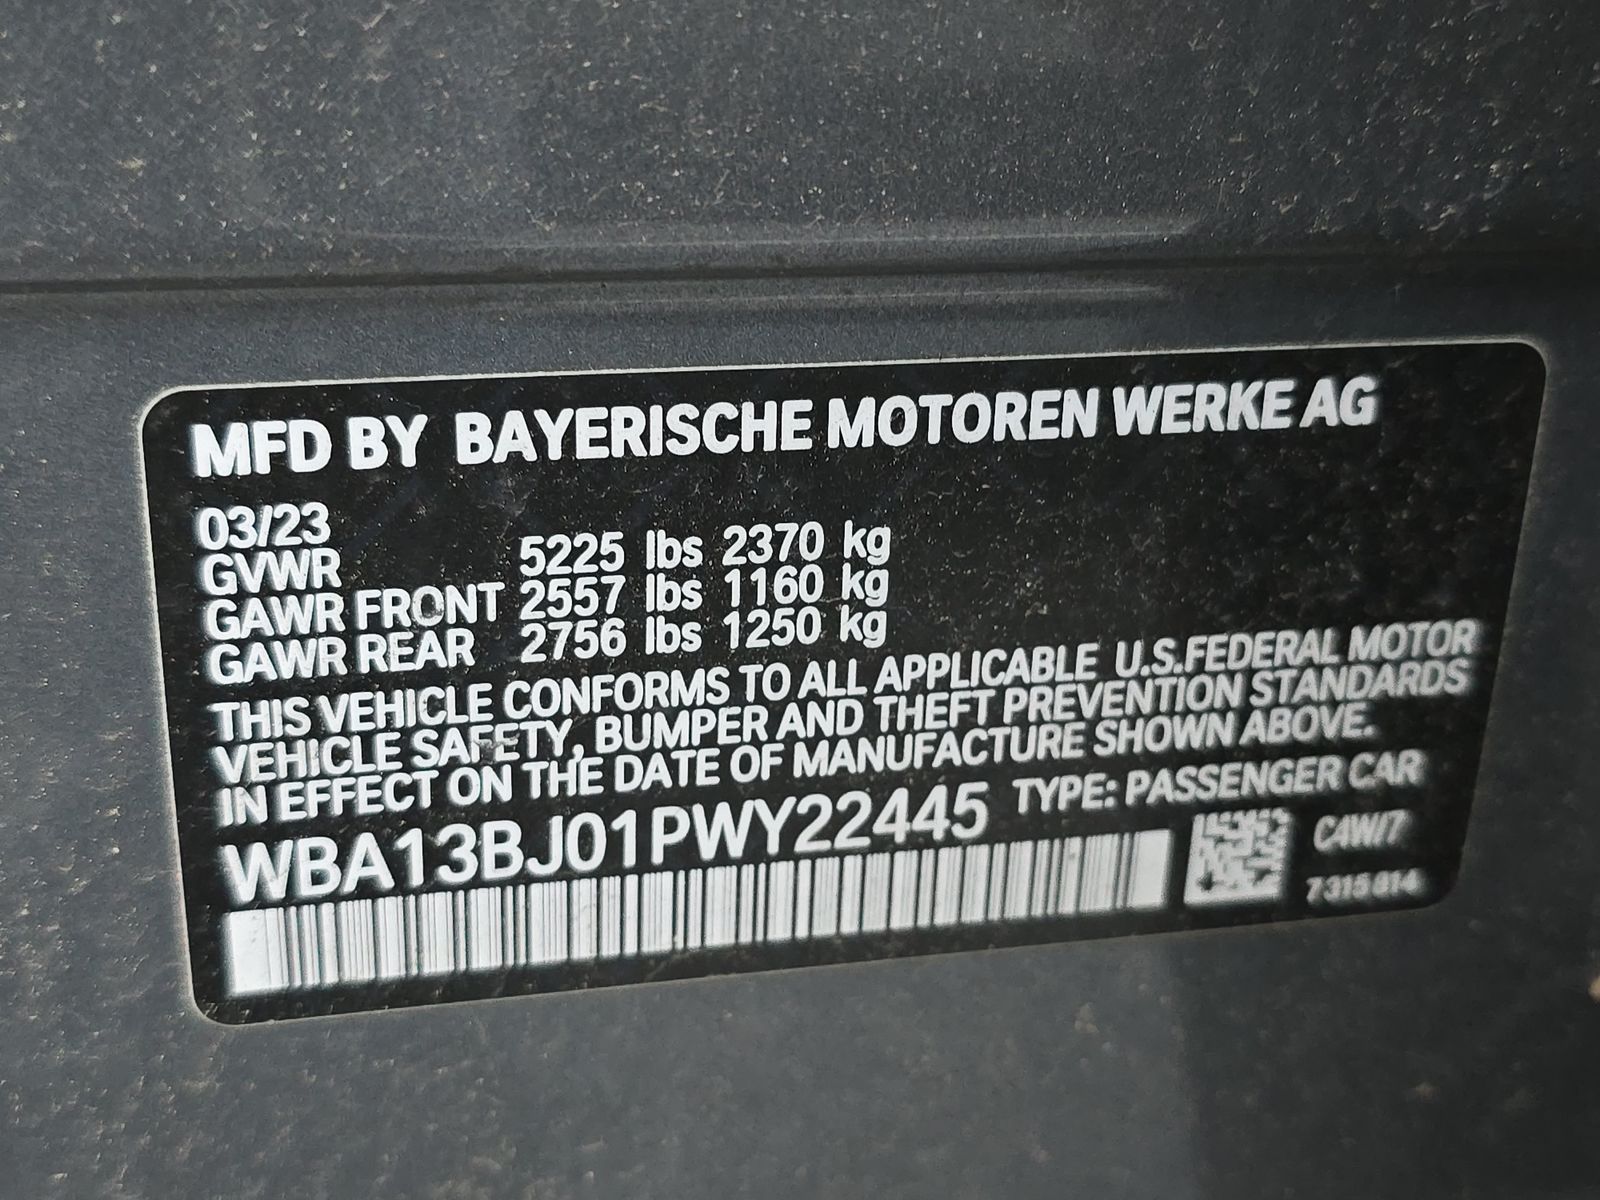 MFD BY BAYERISCHE MOTOREN WERKE AG
03/23
GVWR 5225 lbs 2370 kg
GAWR FRONT 2557 lbs 1160 kg
GAWR REAR 2756 lbs 1250 kg
THIS VEHICLE CONFORMS TO ALL APPLICABLE U.S.FEDERAL MOTOR
VEHICLE SAFETY, BUMPER AND THEFT PREVENTION STANDARDS
IN EFFECT ON THE DATE OF MANUFACTURE SHOWN ABOVE.
WBA13BJ01PWY22445 TYPE: PASSENGER CAR
C4W/7